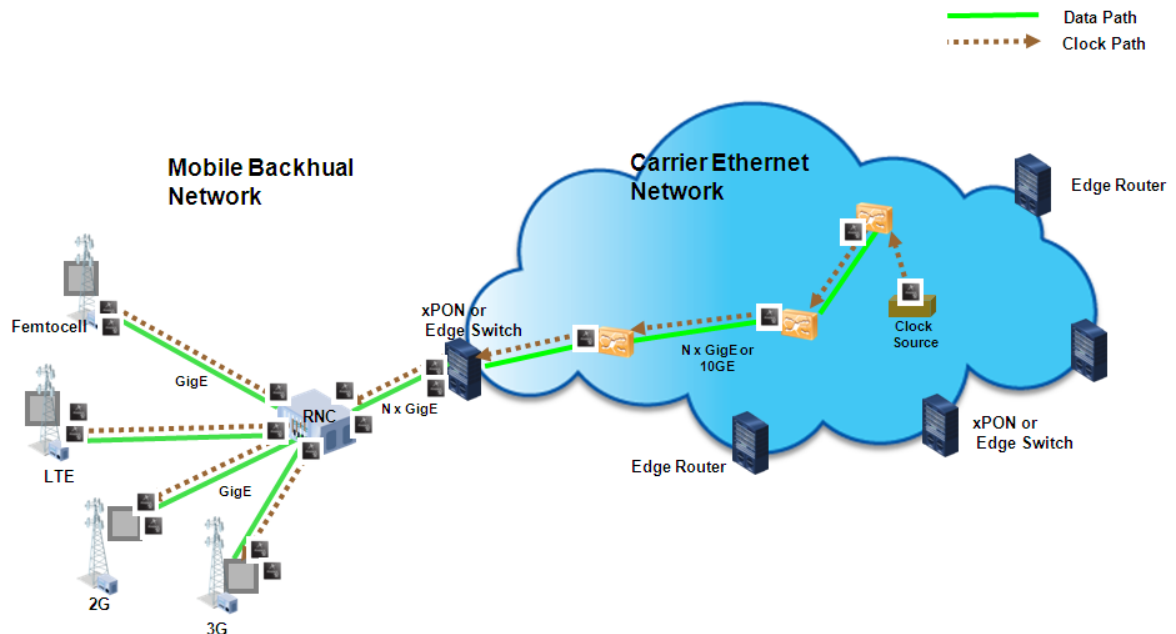 Data Path
Clock Path
Mobile Backhual
Network
Carrier Ethernet
Network
Edge Router
Femtocell
xPON or
Edge Switch
Clock
Source
GigE
N x GigE or
10GE
RNC
N x GigE
LTE
GigE
xPON or
Edge Switch
Edge Router
2G
3G